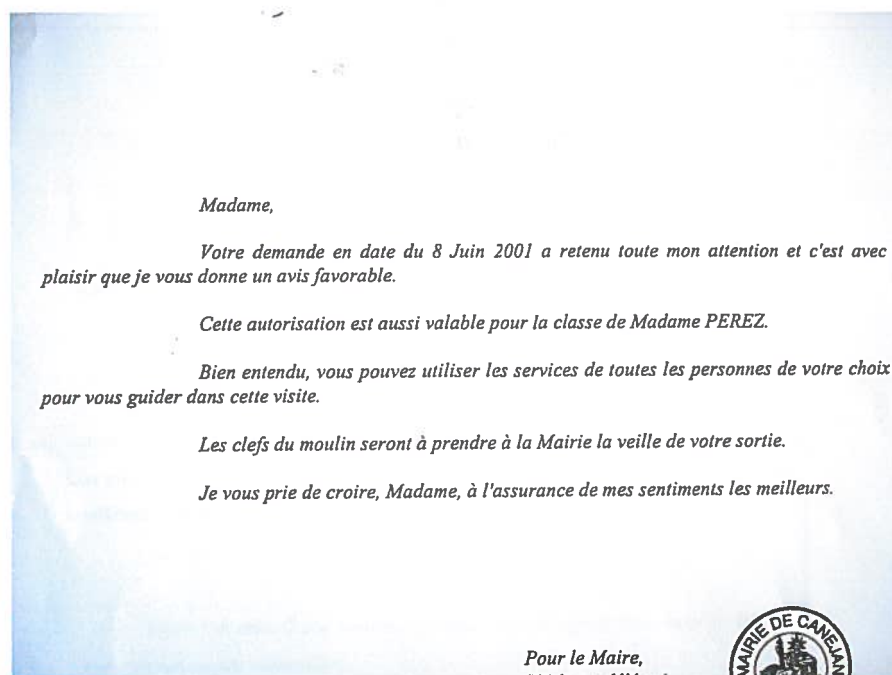 Madame,
Votre demande en date du 8 Juin 2001 a retenu toute mon attention et c'est avec
plaisir que je vous donne un avis favorable.
Cette autorisation est aussi valable pour la classe de Madame PEREZ.
Bien entendu, vous pouvez utiliser les services de toutes les personnes de votre choix
pour vous guider dans cette visite.
Les clefs du moulin seront à prendre à la Mairie la veille de votre sortie.
Je vous prie de croire, Madame, à l'assurance de mes sentiments les meilleurs.
Pour le Maire,
MAIRIE DE CANEJAN